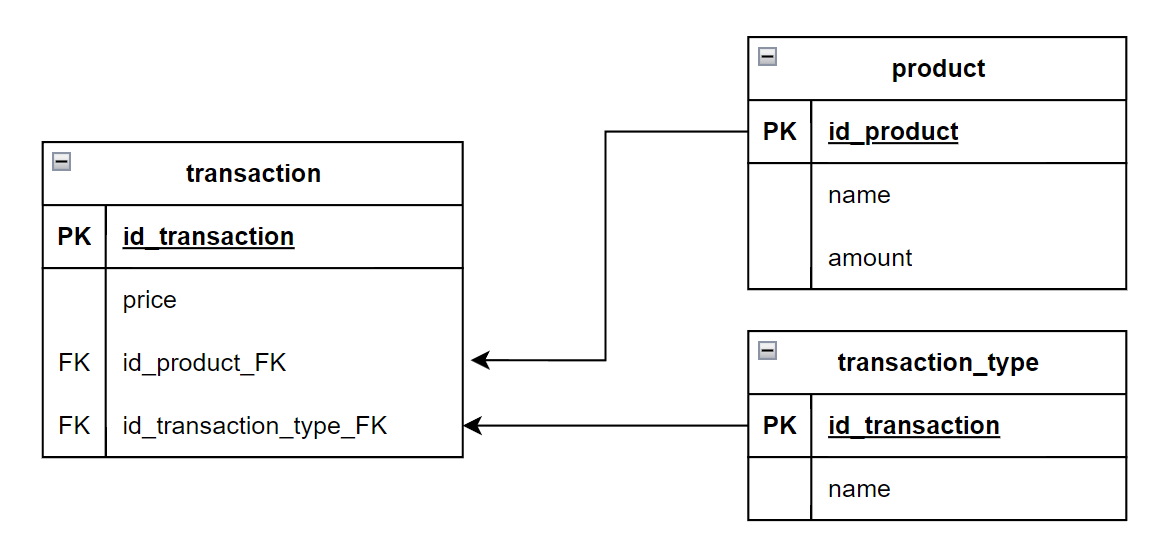 transaction
PK id_transaction
price
FK id_product_FK
FK id_transaction_type_FK
product
PK id_product
name
amount
transaction_type
PK id_transaction
name